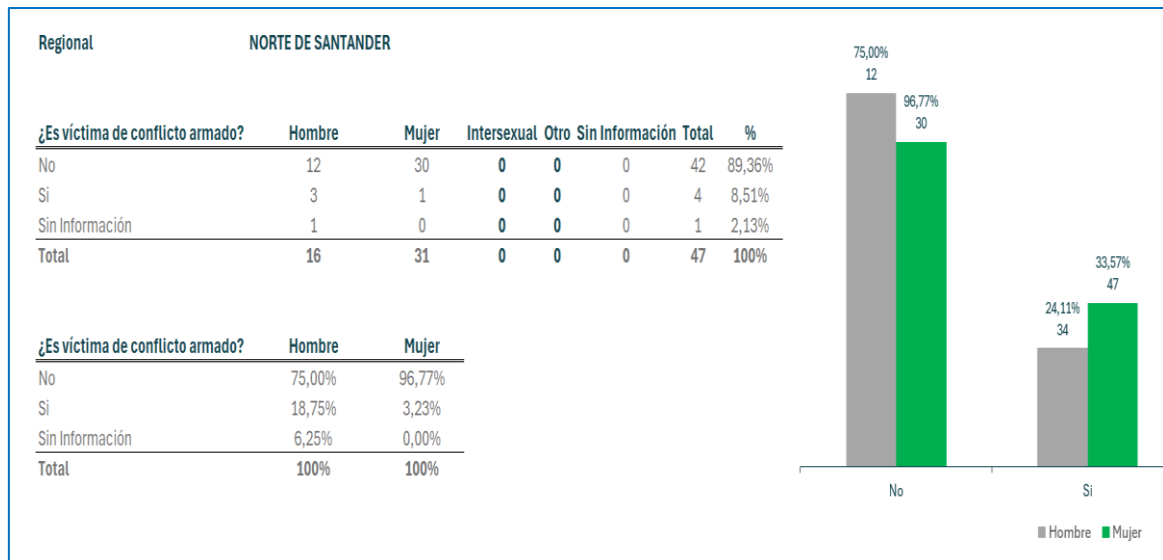 Regional NORTE DE SANTANDER
¿Es víctima de conflicto armado? Hombre Mujer Intersexual Otro Sin Información Total %
No 12 30 0 0 0 42 89,36%
Si 3 1 0 0 0 4 8,51%
Sin Información 1 0 0 0 0 1 2,13%
Total 16 31 0 0 0 47 100%
¿Es víctima de conflicto armado? Hombre Mujer
No 75,00% 96,77%
Si 18,75% 3,23%
Sin Información 6,25% 0,00%
Total 100% 100%
75,00%
12
96,77%
30
24,11%
34
33,57%
47
No Si
Hombre Mujer